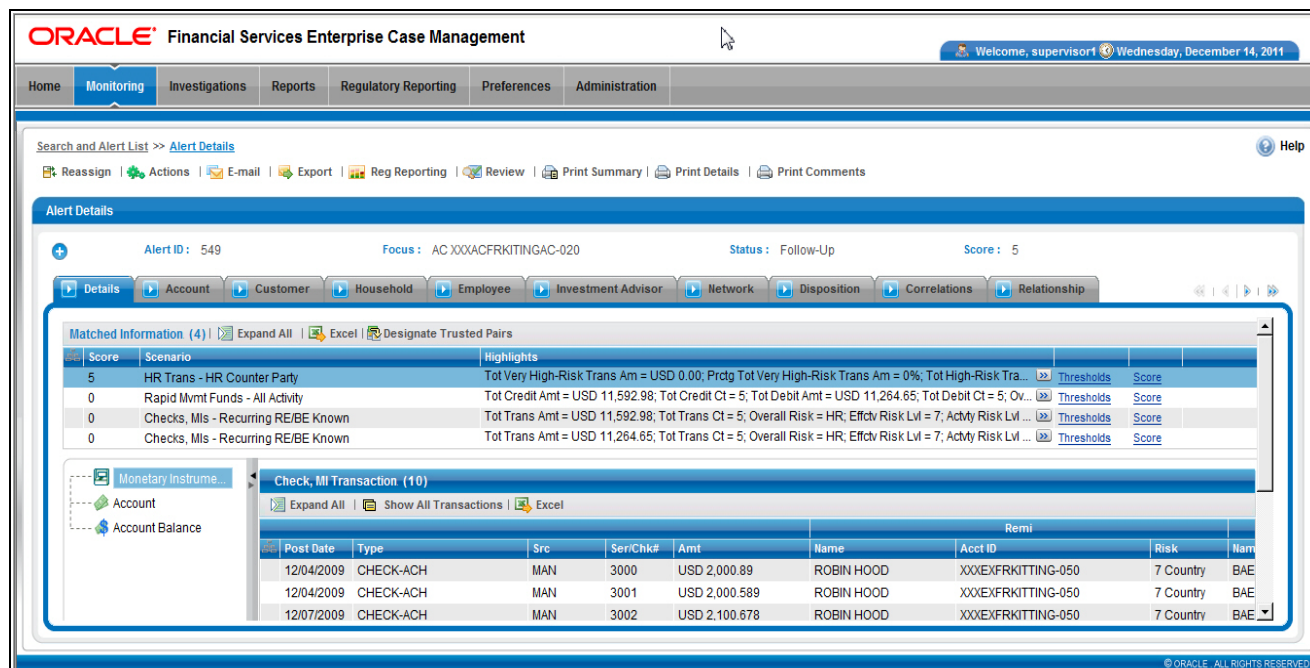 ORACLE® Financial Services Enterprise Case Management
Welcome, supervisor1 Wednesday, December 14, 2011
Home Monitoring Investigations Reports Regulatory Reporting Preferences Administration
Search and Alert List >> Alert Details Help
Reassign | Actions | E-mail | Export | Reg Reporting | Review | Print Summary | Print Details | Print Comments
Alert Details
Alert ID : 549 Focus : AC XXXACFRKITINGAC-020 Status : Follow-Up Score : 5
Details Account Customer Household Employee Investment Advisor Network Disposition Correlations Relationship
Matched Information (4) | Expand All | Excel | Designate Trusted Pairs
Score Scenario Highlights
5 HR Trans - HR Counter Party Tot Very High-Risk Trans Am = USD 0.00; Prctg Tot Very High-Risk Trans Am = 0%; Tot High-Risk Tra... >> Thresholds Score
0 Rapid Mvmt Funds - All Activity Tot Credit Amt = USD 11,592.98; Tot Credit Ct = 5; Tot Debit Amt = USD 11,264.65; Tot Debit Ct = 5; Ov... >> Thresholds Score
0 Checks, MIs - Recurring RE/BE Known Tot Trans Amt = USD 11,592.98; Tot Trans Ct = 5; Overall Risk = HR; Effctv Risk Lvl = 7; Actvty Risk Lvl ... >> Thresholds Score
0 Checks, MIs - Recurring RE/BE Known Tot Trans Amt = USD 11,264.65; Tot Trans Ct = 5; Overall Risk = HR; Effctv Risk Lvl = 7; Actvty Risk Lvl ... >> Thresholds Score
Monetary Instrume...
Account
Account Balance
Check, MI Transaction (10)
Expand All | Show All Transactions | Excel
Remi
Post Date Type Src Ser/Chk# Amt Name Acct ID Risk Nam
12/04/2009 CHECK-ACH MAN 3000 USD 2,000.89 ROBIN HOOD XXXEXFRKITTING-050 7 Country BAE
12/04/2009 CHECK-ACH MAN 3001 USD 2,000.589 ROBIN HOOD XXXEXFRKITTING-050 7 Country BAE
12/07/2009 CHECK-ACH MAN 3002 USD 2,100.678 ROBIN HOOD XXXEXFRKITTING-050 7 Country BAE
© ORACLE . ALL RIGHTS RESERVED